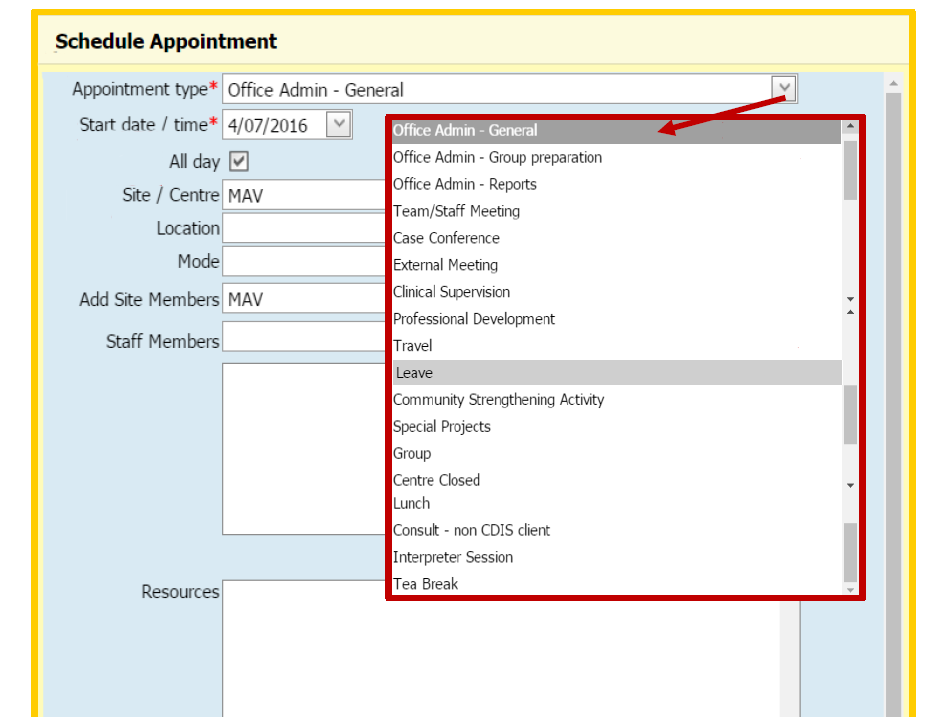 Schedule Appointment
Appointment type* Office Admin - General
Start date / time* 4/07/2016
All day
Site / Centre MAV
Location
Mode
Add Site Members MAV
Staff Members
Resources
Office Admin - General
Office Admin - Group preparation
Office Admin - Reports
Team/Staff Meeting
Case Conference
External Meeting
Clinical Supervision
Professional Development
Travel
Leave
Community Strengthening Activity
Special Projects
Group
Centre Closed
Lunch
Consult - non CDIS client
Interpreter Session
Tea Break